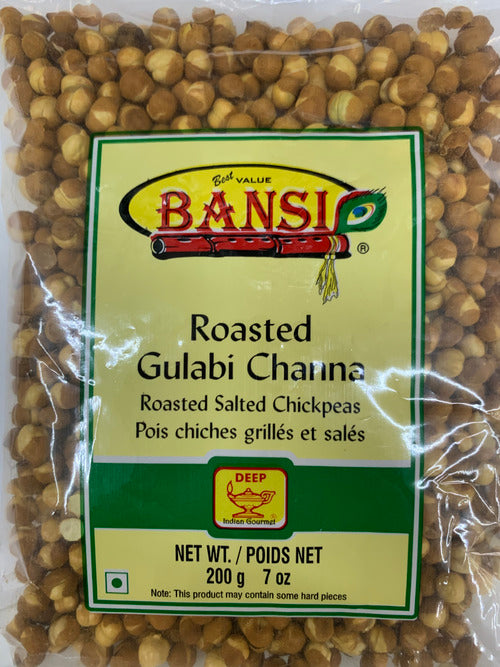 Best VALUE
BANSI
®
Roasted
Gulabi Channa
Roasted Salted Chickpeas
Pois chiches grillés et salés
DEEP
Indian Gourmet
NET WT. / POIDS NET
200 g 7 oz
Note: This product may contain some hard pieces